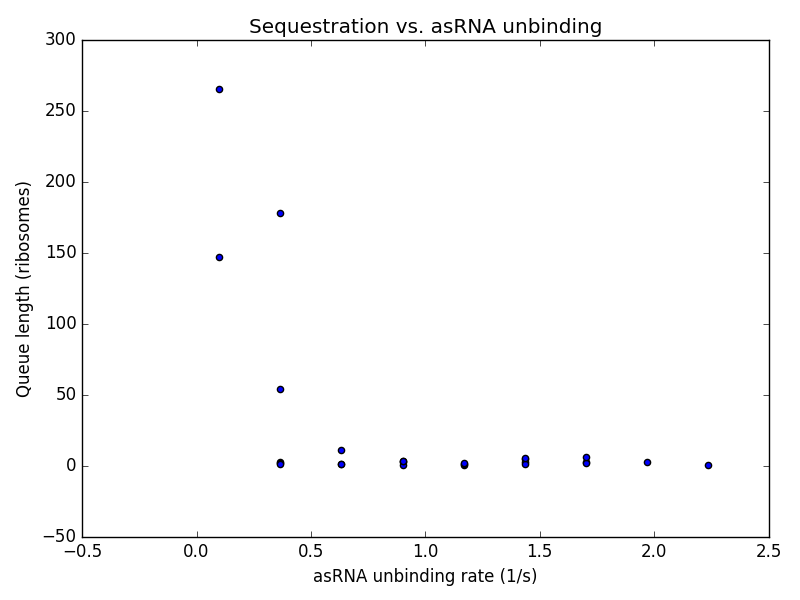 Sequestration vs. asRNA unbinding
300
250
200
150
100
50
0
−50
Queue length (ribosomes)
−0.5 0.0 0.5 1.0 1.5 2.0 2.5
asRNA unbinding rate (1/s)